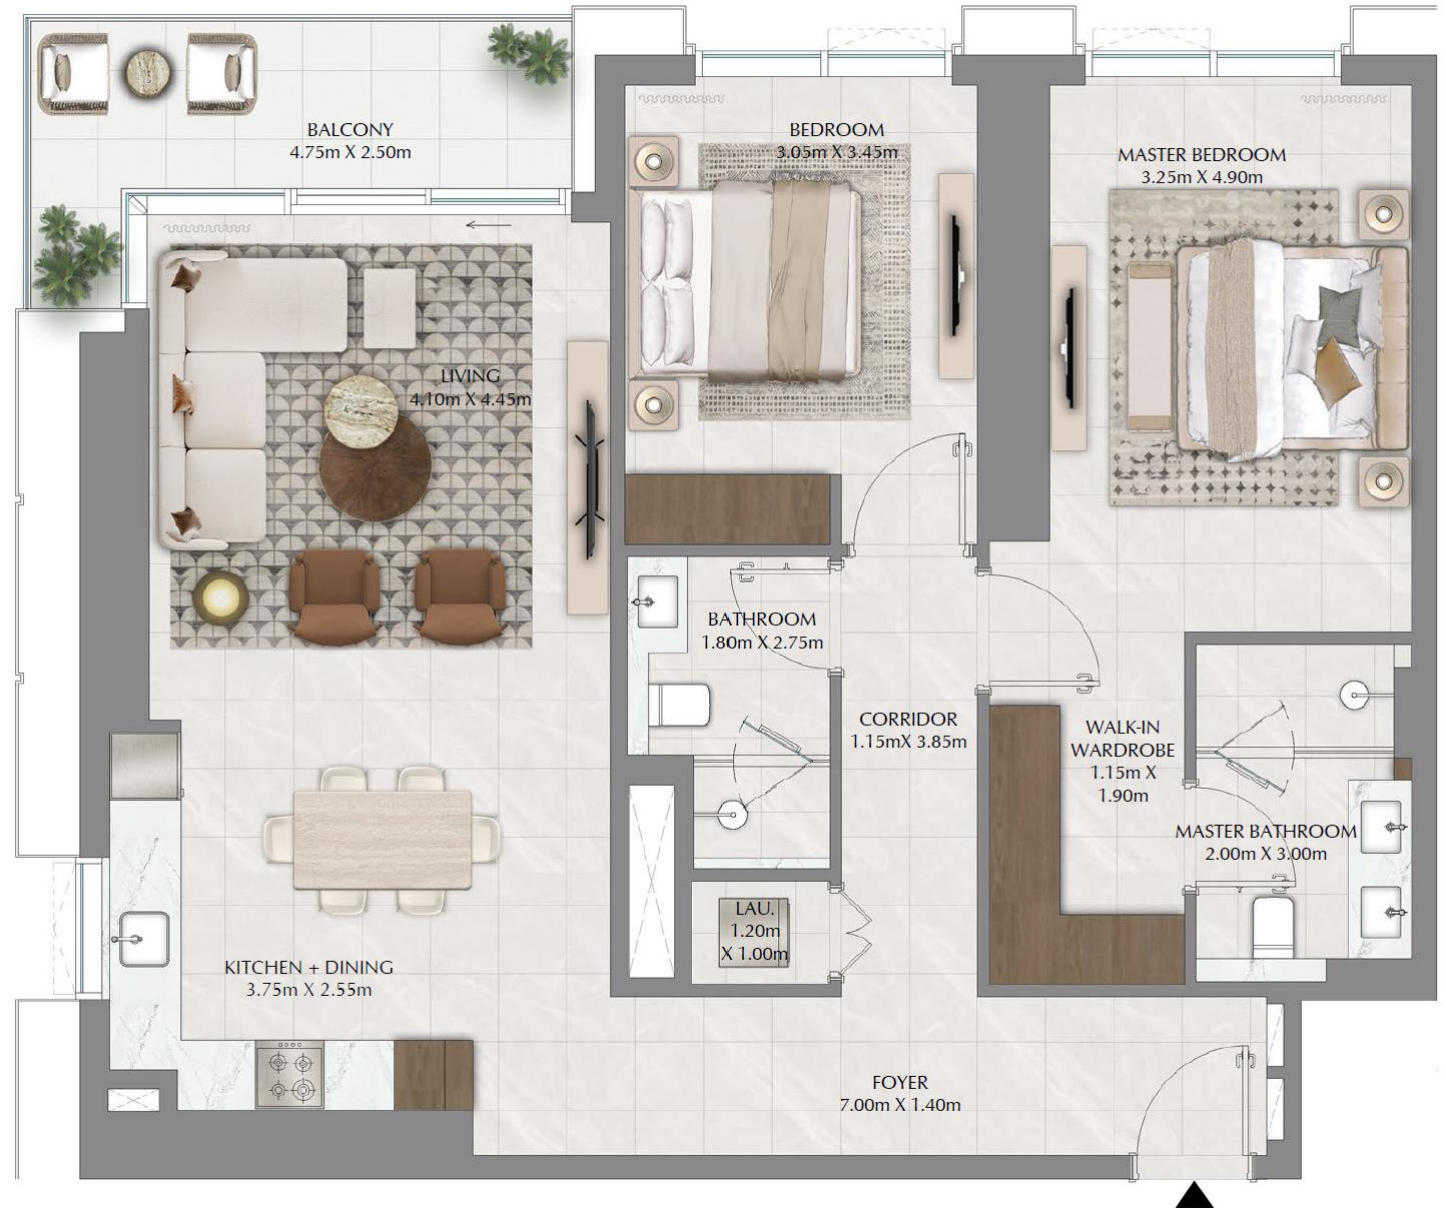 BALCONY
4.75m X 2.50m
BEDROOM
3.05m X 3.45m
MASTER BEDROOM
3.25m X 4.90m
LIVING
4.10m X 4.45m
BATHROOM
1.80m X 2.75m
CORRIDOR
1.15mX 3.85m
WALK-IN
WARDROBE
1.15m X
1.90m
MASTER BATHROOM
2.00m X 3.00m
LAU.
1.20m
X 1.00m
KITCHEN + DINING
3.75m X 2.55m
FOYER
7.00m X 1.40m